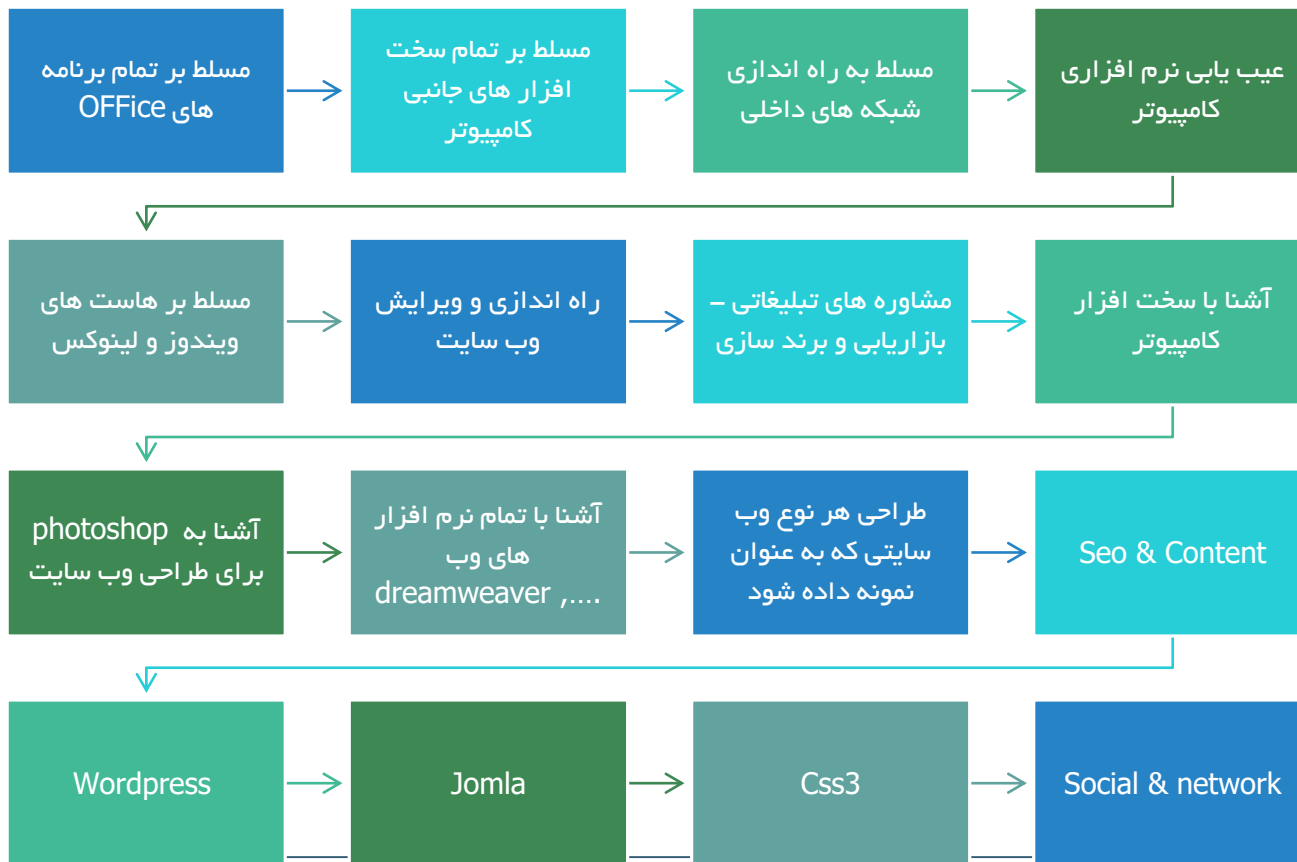 مسلط بر تمام برنامه
های OFFice
مسلط بر تمام سخت
افزار های جانبی
کامپیوتر
مسلط به راه اندازی
شبکه های داخلی
عیب یابی نرم افزاری
کامپیوتر
مسلط بر هاست های
ویندوز و لینوکس
راه اندازی و ویرایش
وب سایت
مشاوره های تبلیغاتی –
بازاریابی و برند سازی
آشنا با سخت افزار
کامپیوتر
آشنا به photoshop
برای طراحی وب سایت
آشنا با تمام نرم افزار
های وب
dreamweaver ,....
طراحی هر نوع وب
سایتی که به عنوان
نمونه داده شود
Seo & Content
Wordpress
Jomla
Css3
Social & network